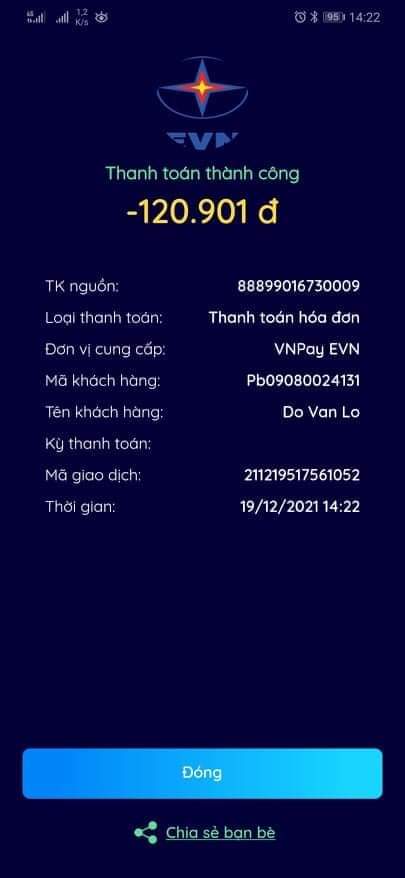 1,2
K/s
95
14:22
EVN
Thanh toán thành công
-120.901 đ
TK nguồn: 88899016730009
Loại thanh toán: Thanh toán hóa đơn
Đơn vị cung cấp: VNPay EVN
Mã khách hàng: Pb09080024131
Tên khách hàng: Do Van Lo
Kỳ thanh toán:
Mã giao dịch: 211219517561052
Thời gian: 19/12/2021 14:22
Đóng
Chia sẻ bạn bè